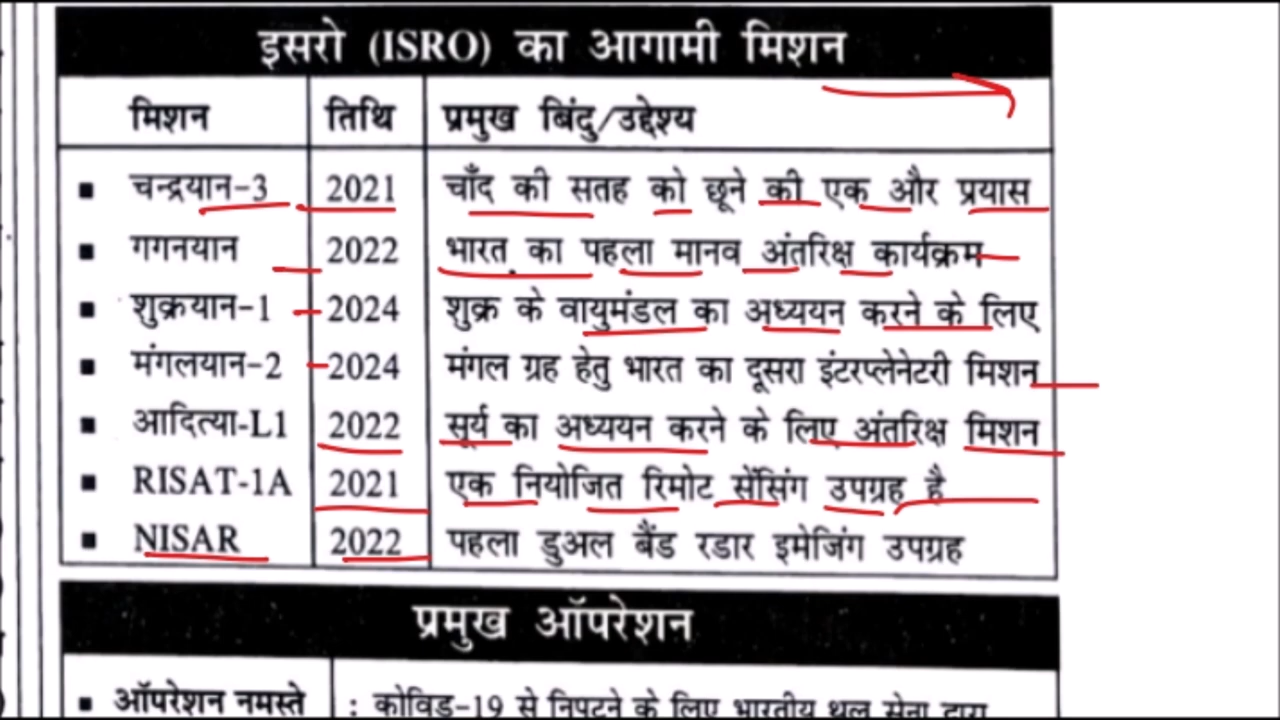 इसरो (ISRO) का आगामी मिशन
मिशन तिथि प्रमुख बिंदु/उद्देश्य
▪ चन्द्रयान-3 2021 चाँद की सतह को छूने की एक और प्रयास
▪ गगनयान 2022 भारत का पहला मानव अंतरिक्ष कार्यक्रम
▪ शुक्रयान-1 2024 शुक्र के वायुमंडल का अध्ययन करने के लिए
▪ मंगलयान-2 2024 मंगल ग्रह हेतु भारत का दूसरा इंटरप्लेनेटरी मिशन
▪ आदित्या-L1 2022 सूर्य का अध्ययन करने के लिए अंतरिक्ष मिशन
▪ RISAT-1A 2021 एक नियोजित रिमोट सेंसिंग उपग्रह है
▪ NISAR 2022 पहला डुअल बैंड रडार इमेजिंग उपग्रह
प्रमुख ऑपरेशन
▪ ऑपरेशन नमस्ते : कोविड-19 से निपटने के लिए भारतीय थल सेना द्वारा